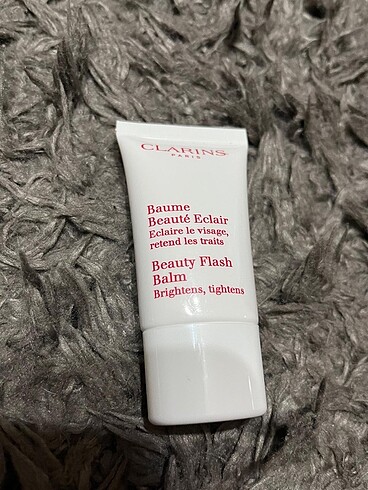 CLARINS
PARIS
Baume
Beauté Eclair
Eclaire le visage,
retend les traits
Beauty Flash
Balm
Brightens, tightens